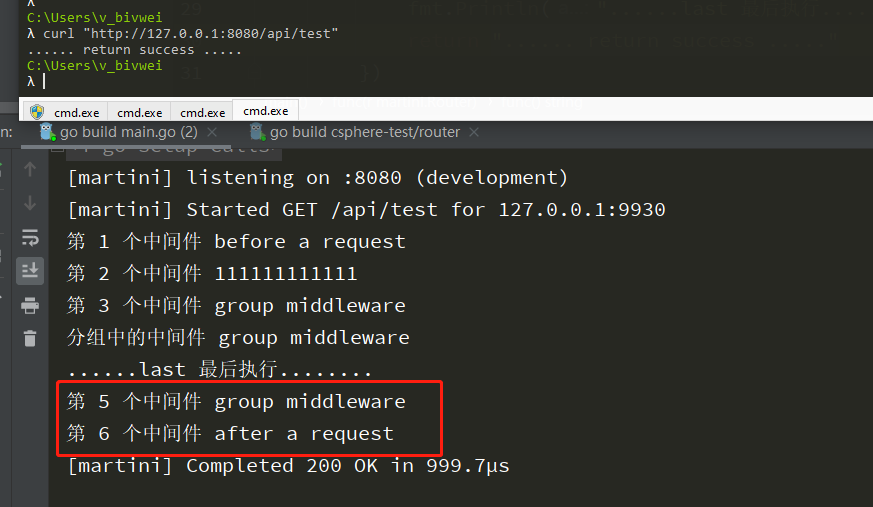 λ
C:\Users\v_bivwei
λ curl "http://127.0.0.1:8080/api/test"
...... return success .....
C:\Users\v_bivwei
λ
31 })
cmd.exe cmd.exe cmd.exe cmd.exe
n: go build main.go (2) × go build csphere-test/router ×
[martini] listening on :8080 (development)
[martini] Started GET /api/test for 127.0.0.1:9930
第 1 个中间件 before a request
第 2 个中间件 111111111111
第 3 个中间件 group middleware
分组中的中间件 group middleware
......last 最后执行........
第 5 个中间件 group middleware
第 6 个中间件 after a request
[martini] Completed 200 OK in 999.7µs